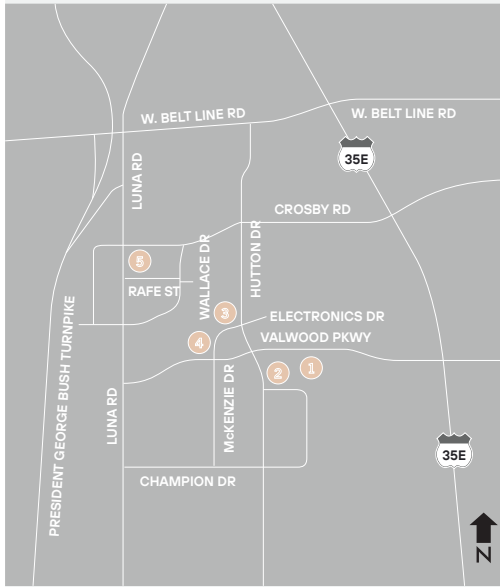 W. BELT LINE RD
W. BELT LINE RD
35E
LUNA RD
CROSBY RD
HUTTON DR
WALLACE DR
5
RAFE ST
3
ELECTRONICS DR
4
VALWOOD PKWY
PRESIDENT GEORGE BUSH TURNPIKE
1
2
LUNA RD
McKENZIE DR
35E
CHAMPION DR
N